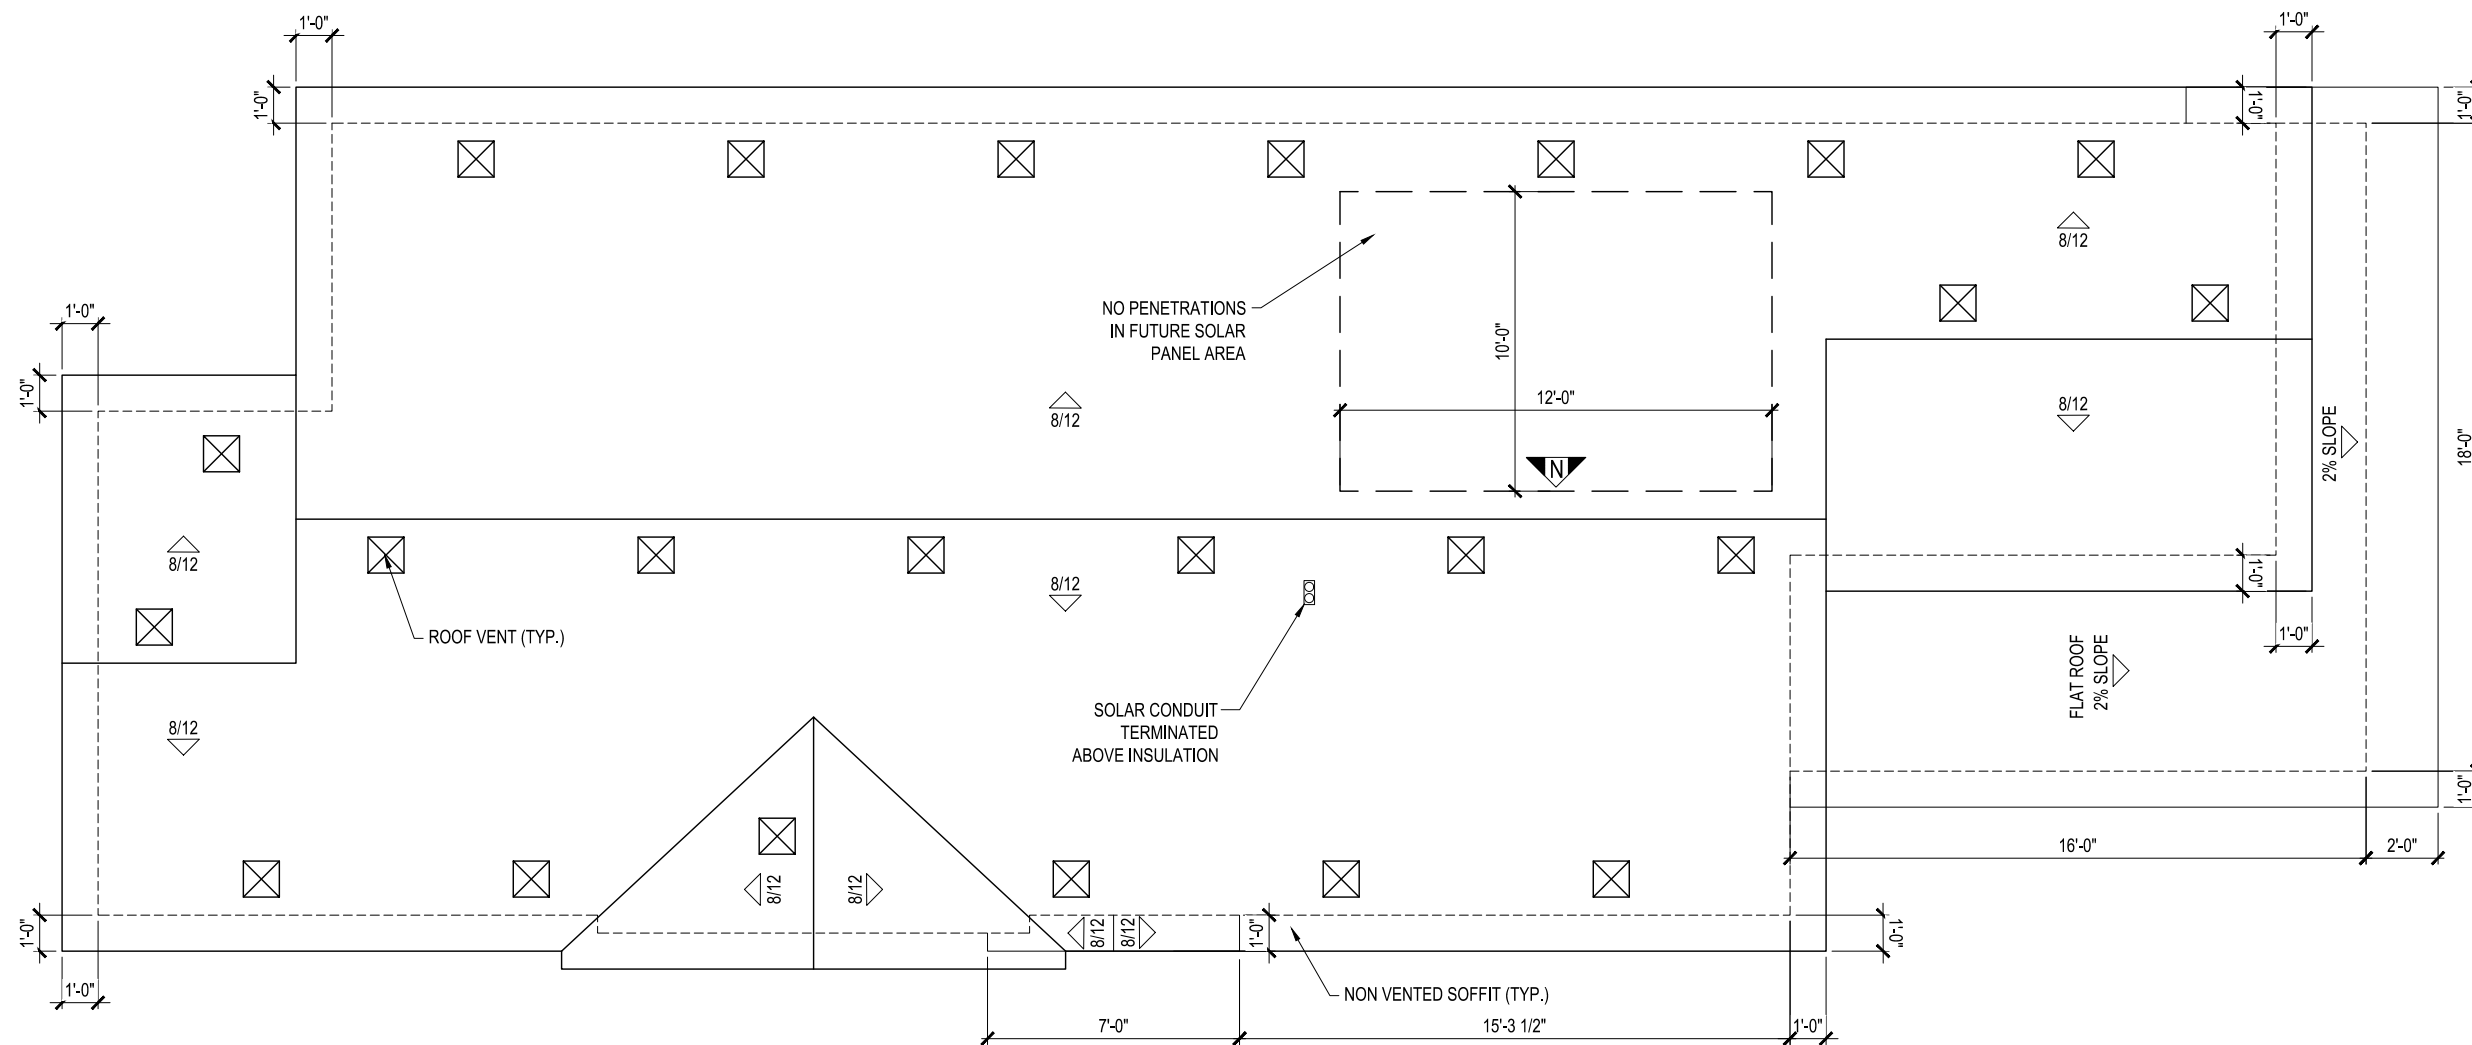 1'-0"
1'-0"
1'-0"
1'-0"
1'-0"
8/12
1'-0"
NO PENETRATIONS
IN FUTURE SOLAR
PANEL AREA
10'-0"
12'-0"
N
8/12
8/12
2% SLOPE
18'-0"
1'-0"
8/12
8/12
8/12
1'-0"
1'-0"
ROOF VENT (TYP.)
FLAT ROOF
2% SLOPE
SOLAR CONDUIT
TERMINATED
ABOVE INSULATION
8/12
1'-0"
16'-0"
2'-0"
8/12
8/12
8/12
8/12
1'-0"
1'-0"
1'-0"
1'-0"
NON VENTED SOFFIT (TYP.)
7'-0"
15'-3 1/2"
1'-0"